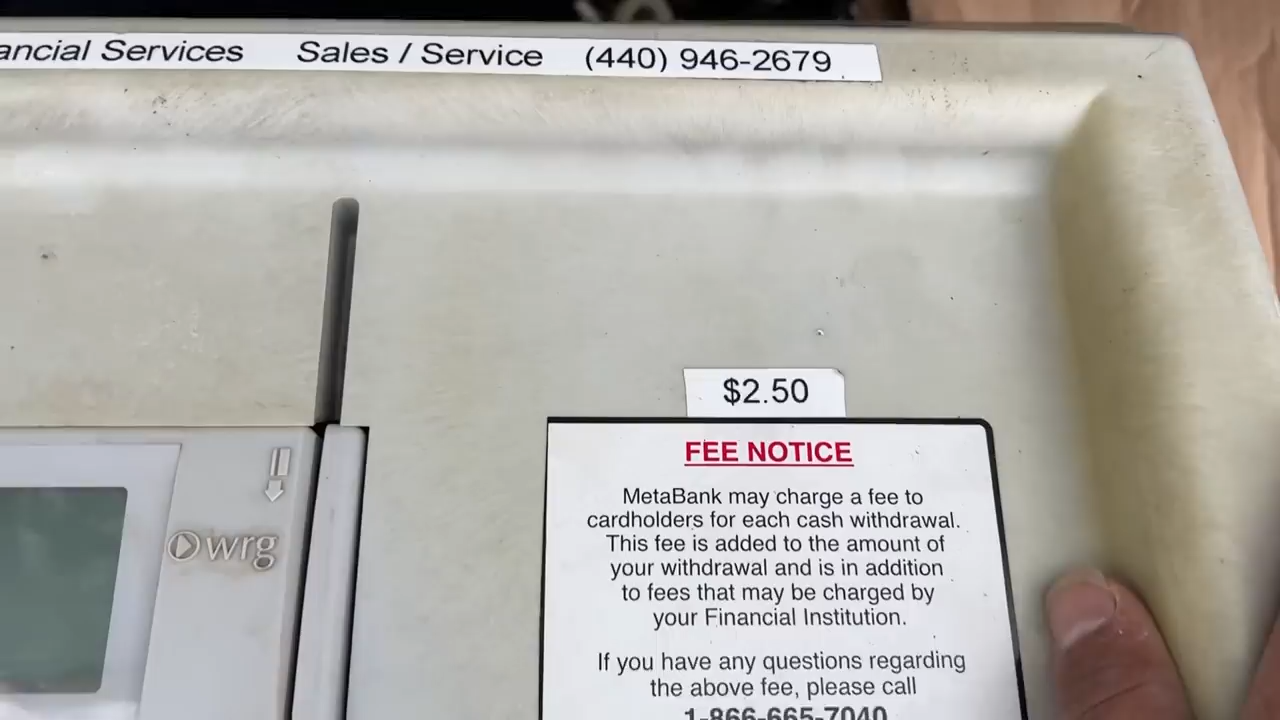 ancial Services Sales / Service (440) 946-2679
$2.50
FEE NOTICE
MetaBank may charge a fee to
cardholders for each cash withdrawal.
This fee is added to the amount of
your withdrawal and is in addition
to fees that may be charged by
your Financial Institution.
If you have any questions regarding
the above fee, please call
1-866-665-7040
wrg